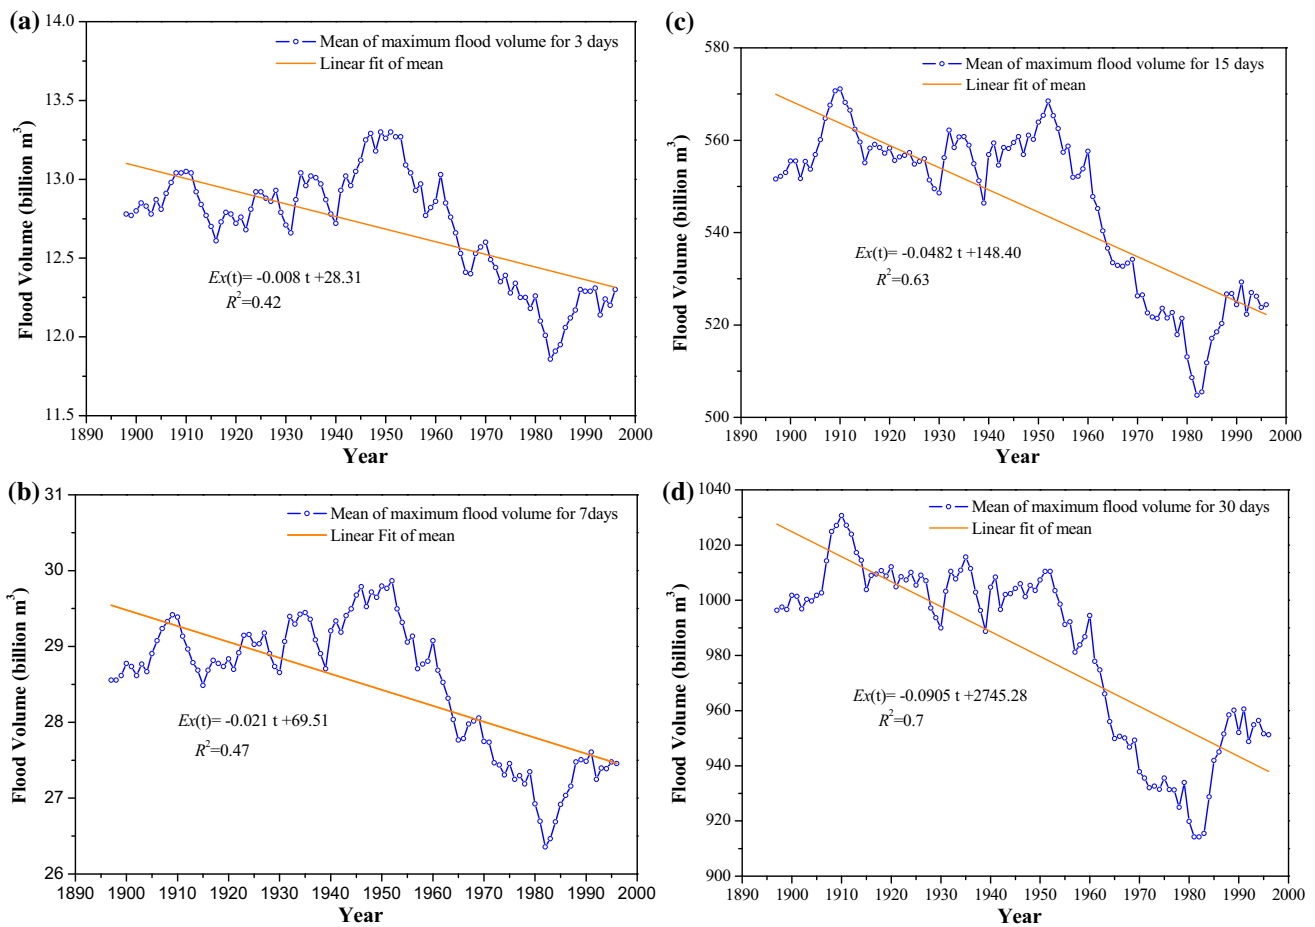 (a)
14.0
13.5
13.0
12.5
12.0
11.5
Flood Volume (billion m³)
Mean of maximum flood volume for 3 days
Linear fit of mean
Ex(t)= -0.008 t +28.31
R²=0.42
1890 1900 1910 1920 1930 1940 1950 1960 1970 1980 1990 2000
Year
(c)
580
560
540
520
500
Flood Volume (billion m³)
Mean of maximum flood volume for 15 days
Linear fit of mean
Ex(t)= -0.0482 t +148.40
R²=0.63
1890 1900 1910 1920 1930 1940 1950 1960 1970 1980 1990 2000
Year
(b)
31
30
29
28
27
26
Flood Volume (billion m³)
Mean of maximum flood volume for 7days
Linear Fit of mean
Ex(t)= -0.021 t +69.51
R²=0.47
1890 1900 1910 1920 1930 1940 1950 1960 1970 1980 1990 2000
Year
(d)
1040
1020
1000
980
960
940
920
900
Flood Volume (billion m³)
Mean of maximum flood volume for 30 days
Linear fit of mean
Ex(t)= -0.0905 t +2745.28
R²=0.7
1890 1900 1910 1920 1930 1940 1950 1960 1970 1980 1990 2000
Year